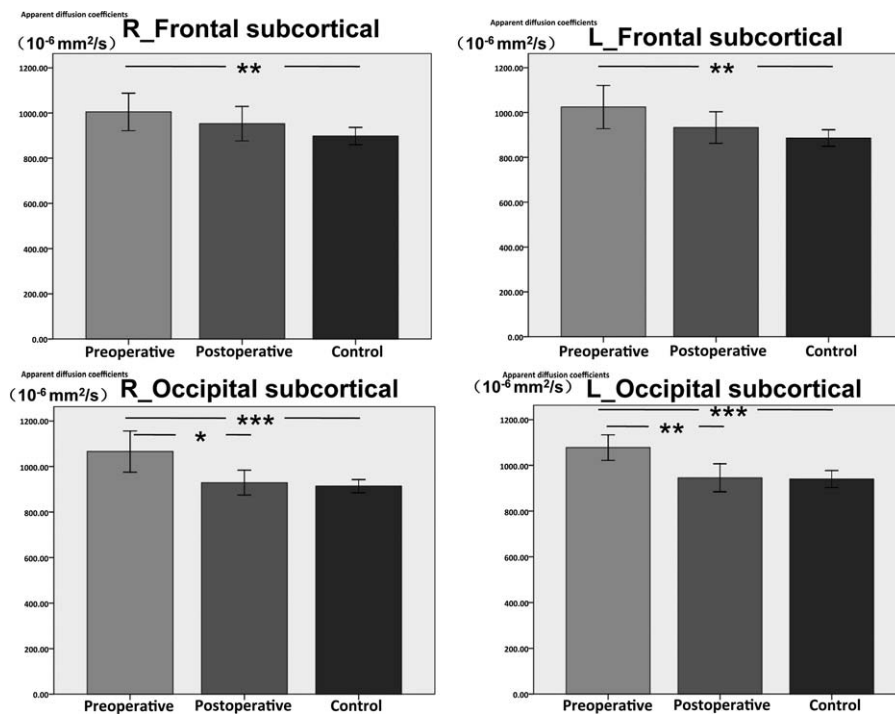 Apparent diffusion coefficients
（10-6 mm2/s） R_Frontal subcortical
1200.00
**
1000.00
800.00
600.00
400.00
200.00
0.00
Preoperative Postoperative Control
Apparent diffusion coefficients
（10-6 mm2/s） L_Frontal subcortical
1200.00
**
1000.00
800.00
600.00
400.00
200.00
0.00
Preoperative Postoperative Control
Apparent diffusion coefficients
（10-6 mm2/s） R_Occipital subcortical
1200.00
***
*
1000.00
800.00
600.00
400.00
200.00
0.00
Preoperative Postoperative Control
Apparent diffusion coefficients
（10-6 mm2/s） L_Occipital subcortical
1200.00
***
**
1000.00
800.00
600.00
400.00
200.00
0.00
Preoperative Postoperative Control